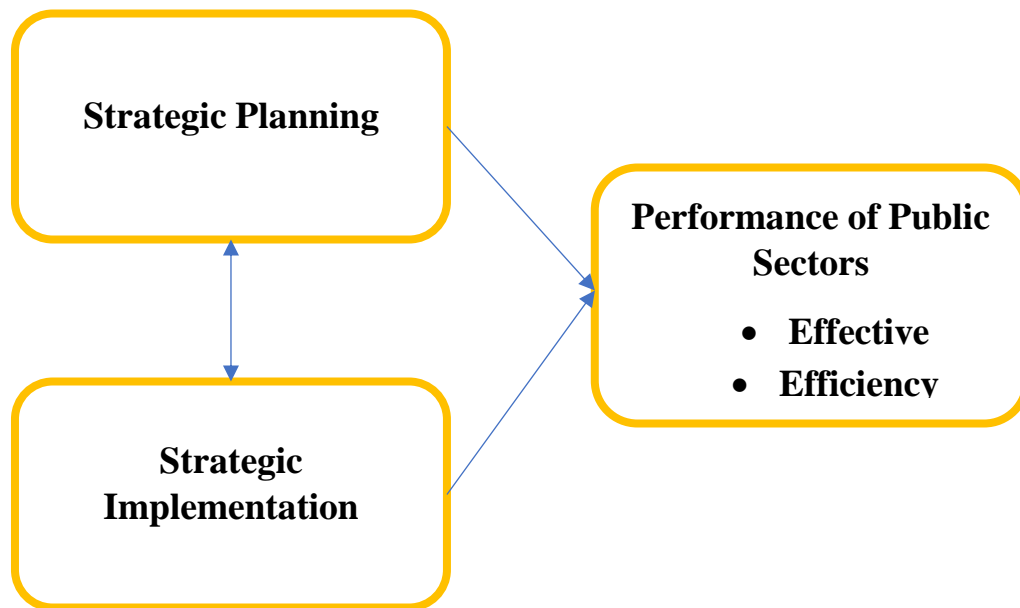 Strategic Planning
Performance of Public
Sectors
• Effective
• Efficiency
Strategic
Implementation